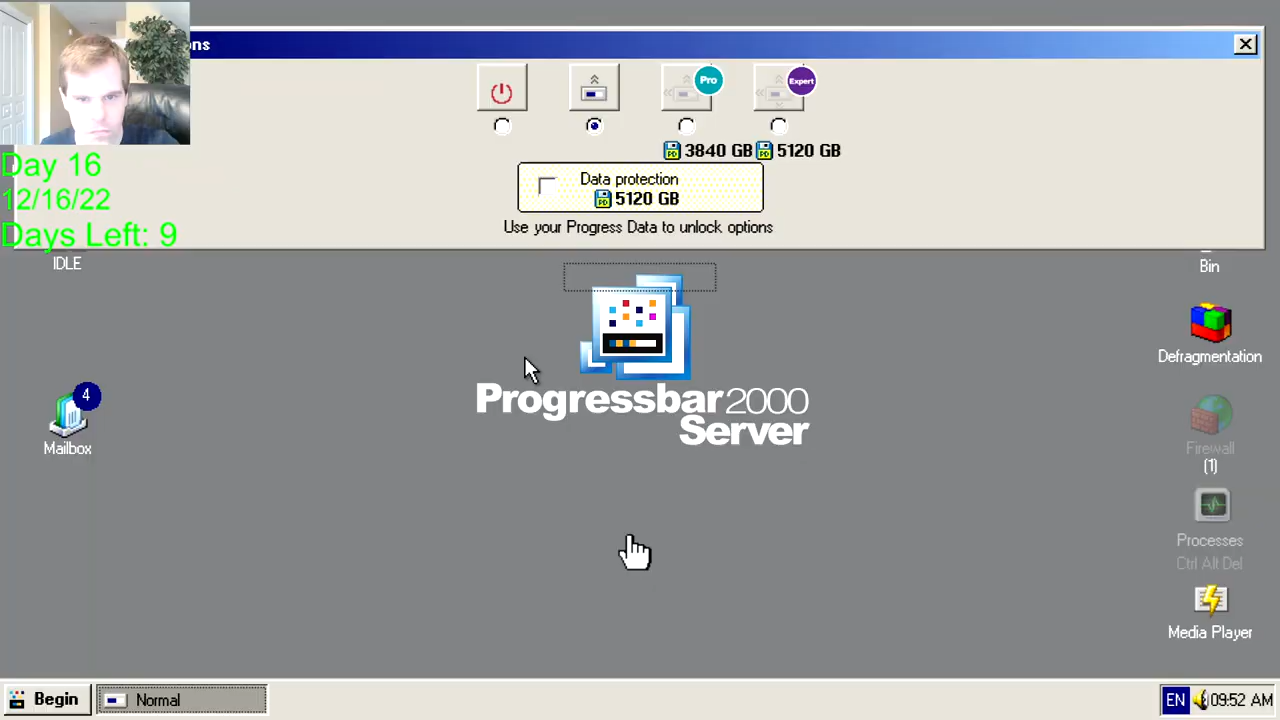 ns
Pro
Expert
3840 GB
5120 GB
Data protection
5120 GB
Use your Progress Data to unlock options
Day 16
12/16/22
Days Left: 9
IDLE
Bin
Defragmentation
4
Mailbox
Progressbar2000
Server
Firewall
(1)
Processes
Ctrl Alt Del
Media Player
Begin
Normal
EN
09:52 AM